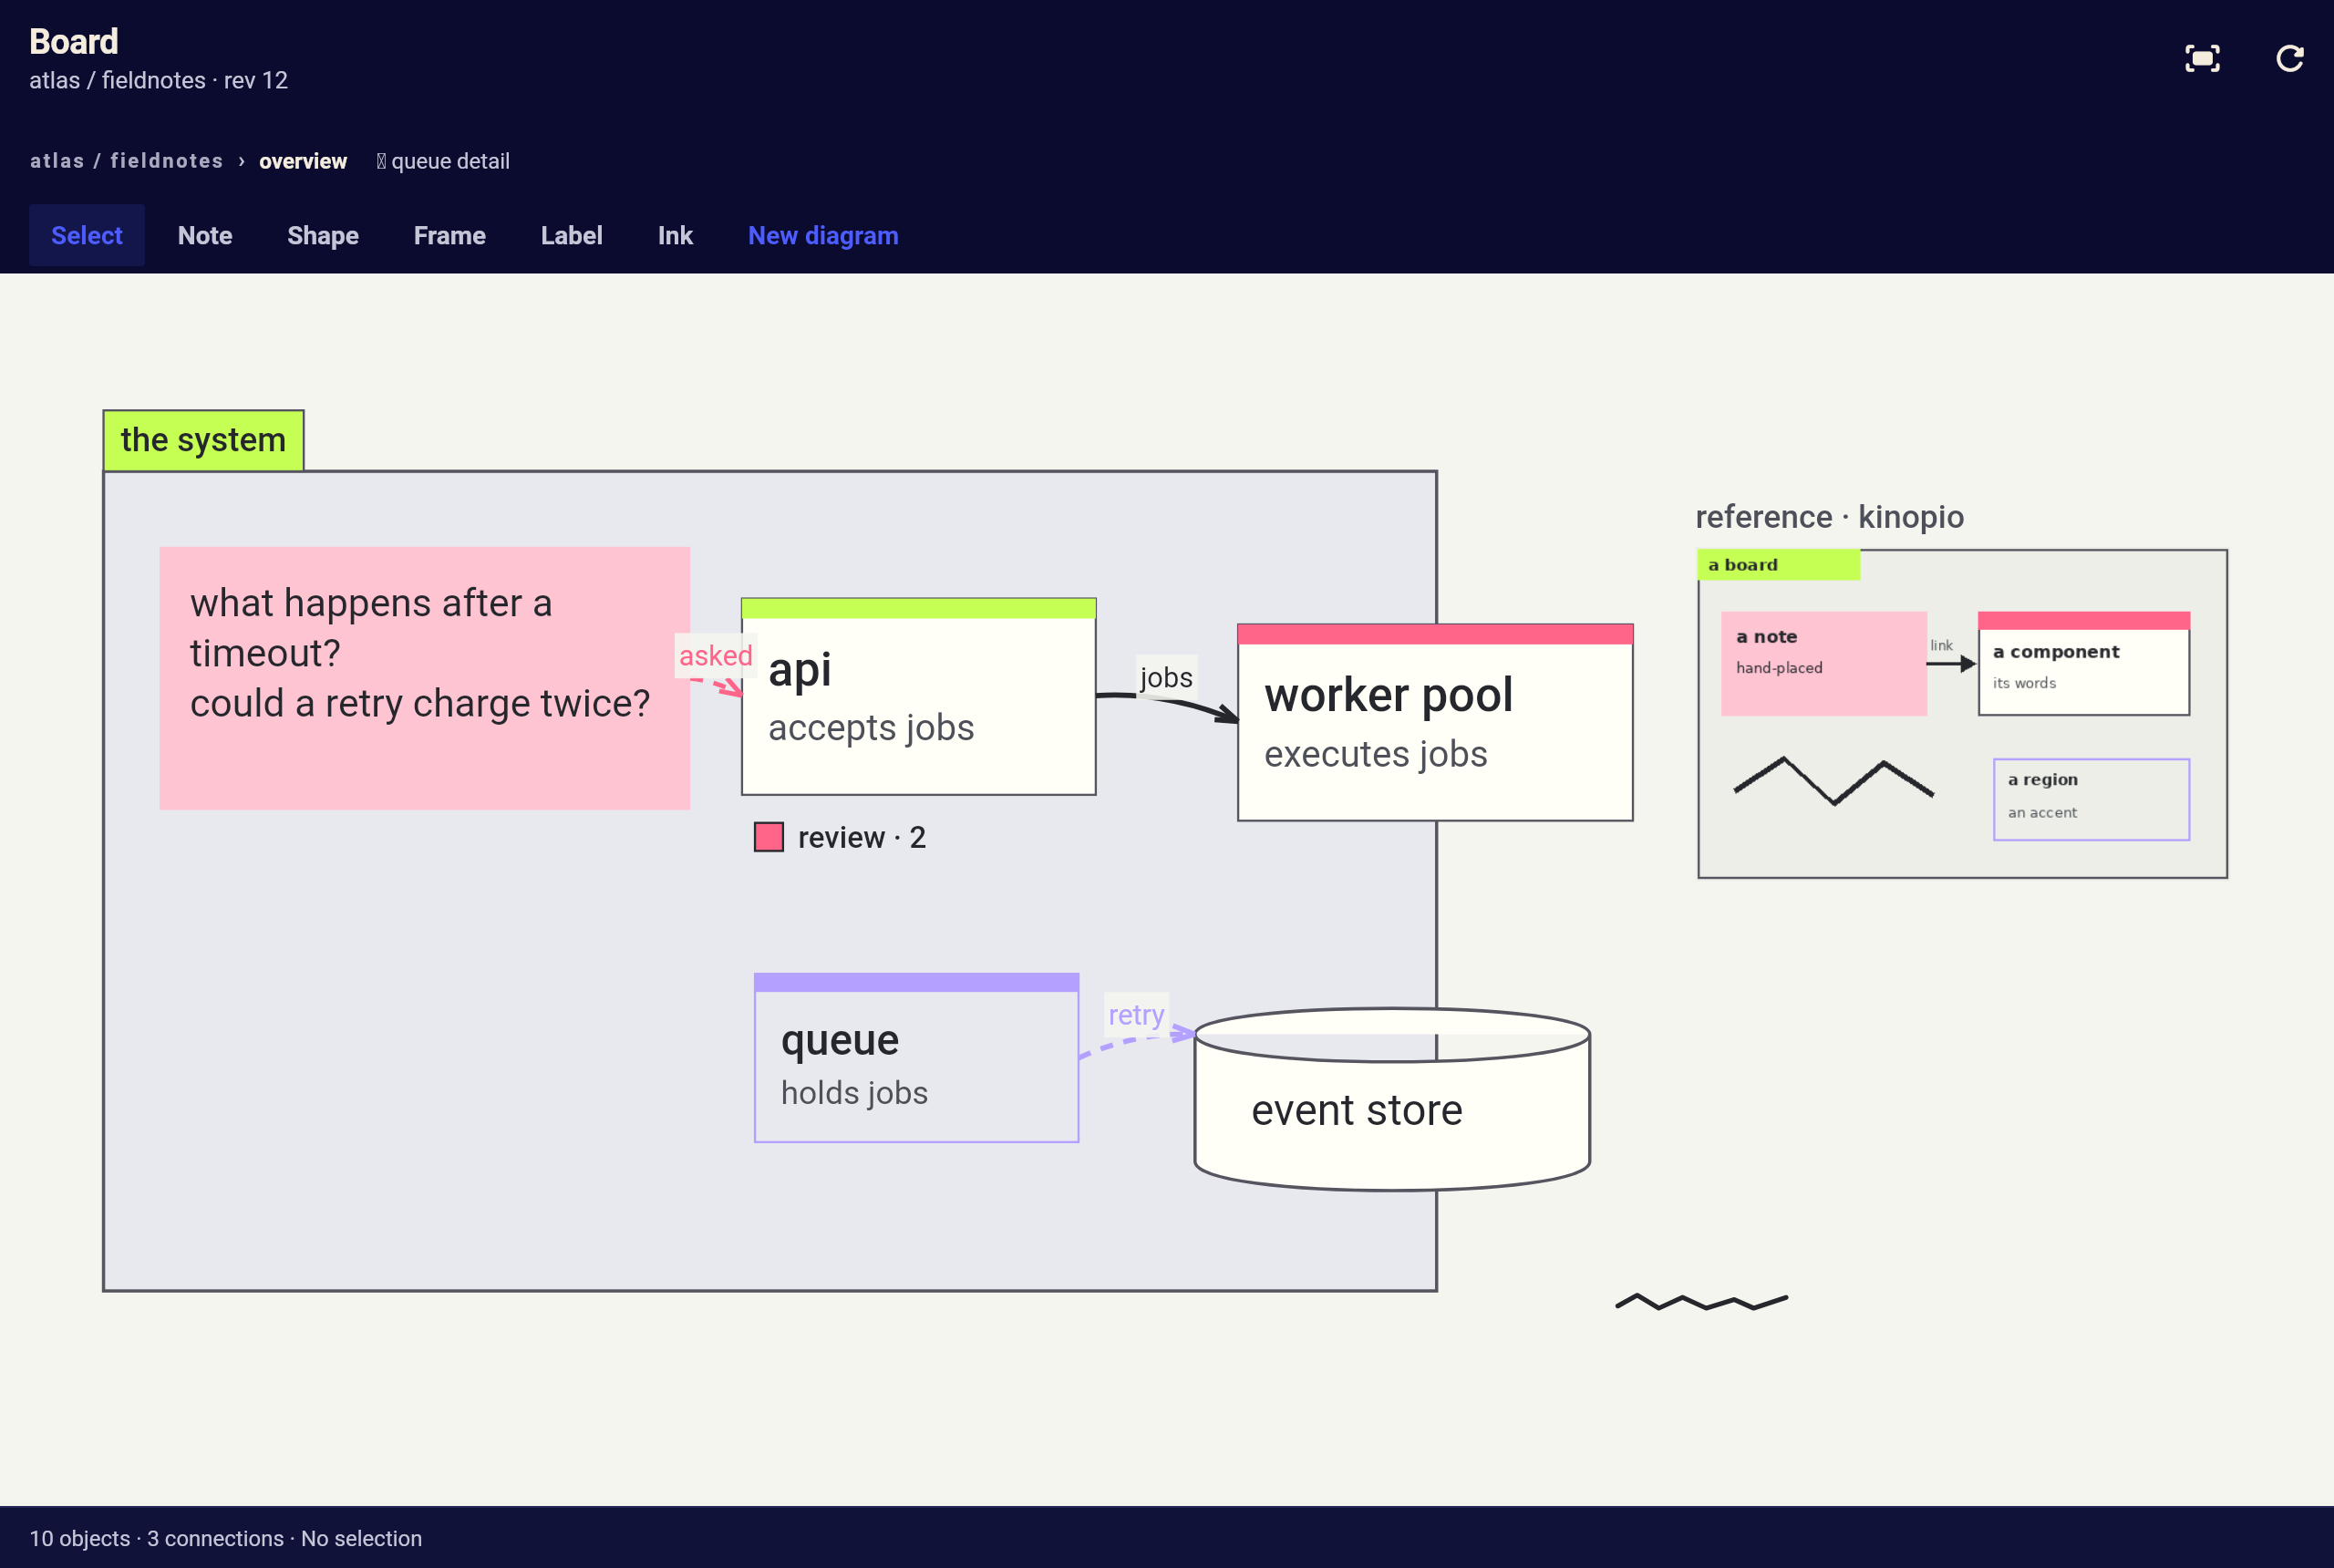 Board
atlas / fieldnotes · rev 12
atlas / fieldnotes › overview queue detail
Select Note Shape Frame Label Ink New diagram
the system
what happens after a
timeout?
could a retry charge twice?
asked
api
accepts jobs
review · 2
jobs
worker pool
executes jobs
queue
holds jobs
retry
event store
reference · kinopio
a board
a note
hand-placed
link
a component
its words
a region
an accent
10 objects · 3 connections · No selection